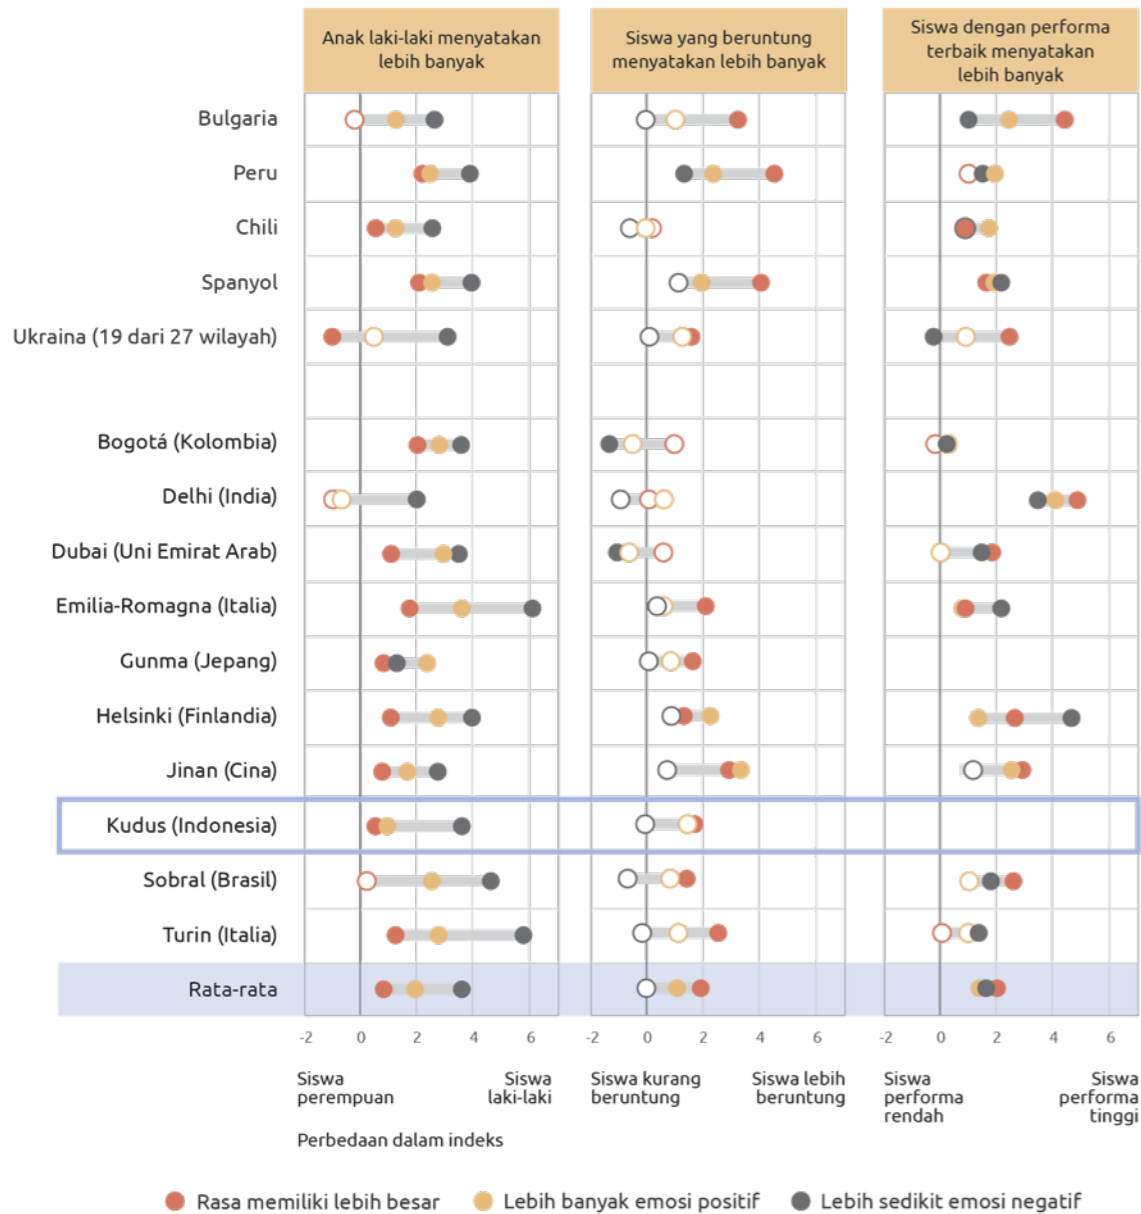 Anak laki-laki menyatakan
lebih banyak
Siswa yang beruntung
menyatakan lebih banyak
Siswa dengan performa
terbaik menyatakan
lebih banyak
Bulgaria
Peru
Chili
Spanyol
Ukraina (19 dari 27 wilayah)
Bogotá (Kolombia)
Delhi (India)
Dubai (Uni Emirat Arab)
Emilia-Romagna (Italia)
Gunma (Jepang)
Helsinki (Finlandia)
Jinan (Cina)
Kudus (Indonesia)
Sobral (Brasil)
Turin (Italia)
Rata-rata
-2 0 2 4 6 -2 0 2 4 6 -2 0 2 4 6
Siswa perempuan
Siswa laki-laki
Siswa kurang beruntung
Siswa lebih beruntung
Siswa performa rendah
Siswa performa tinggi
Perbedaan dalam indeks
Rasa memiliki lebih besar
Lebih banyak emosi positif
Lebih sedikit emosi negatif